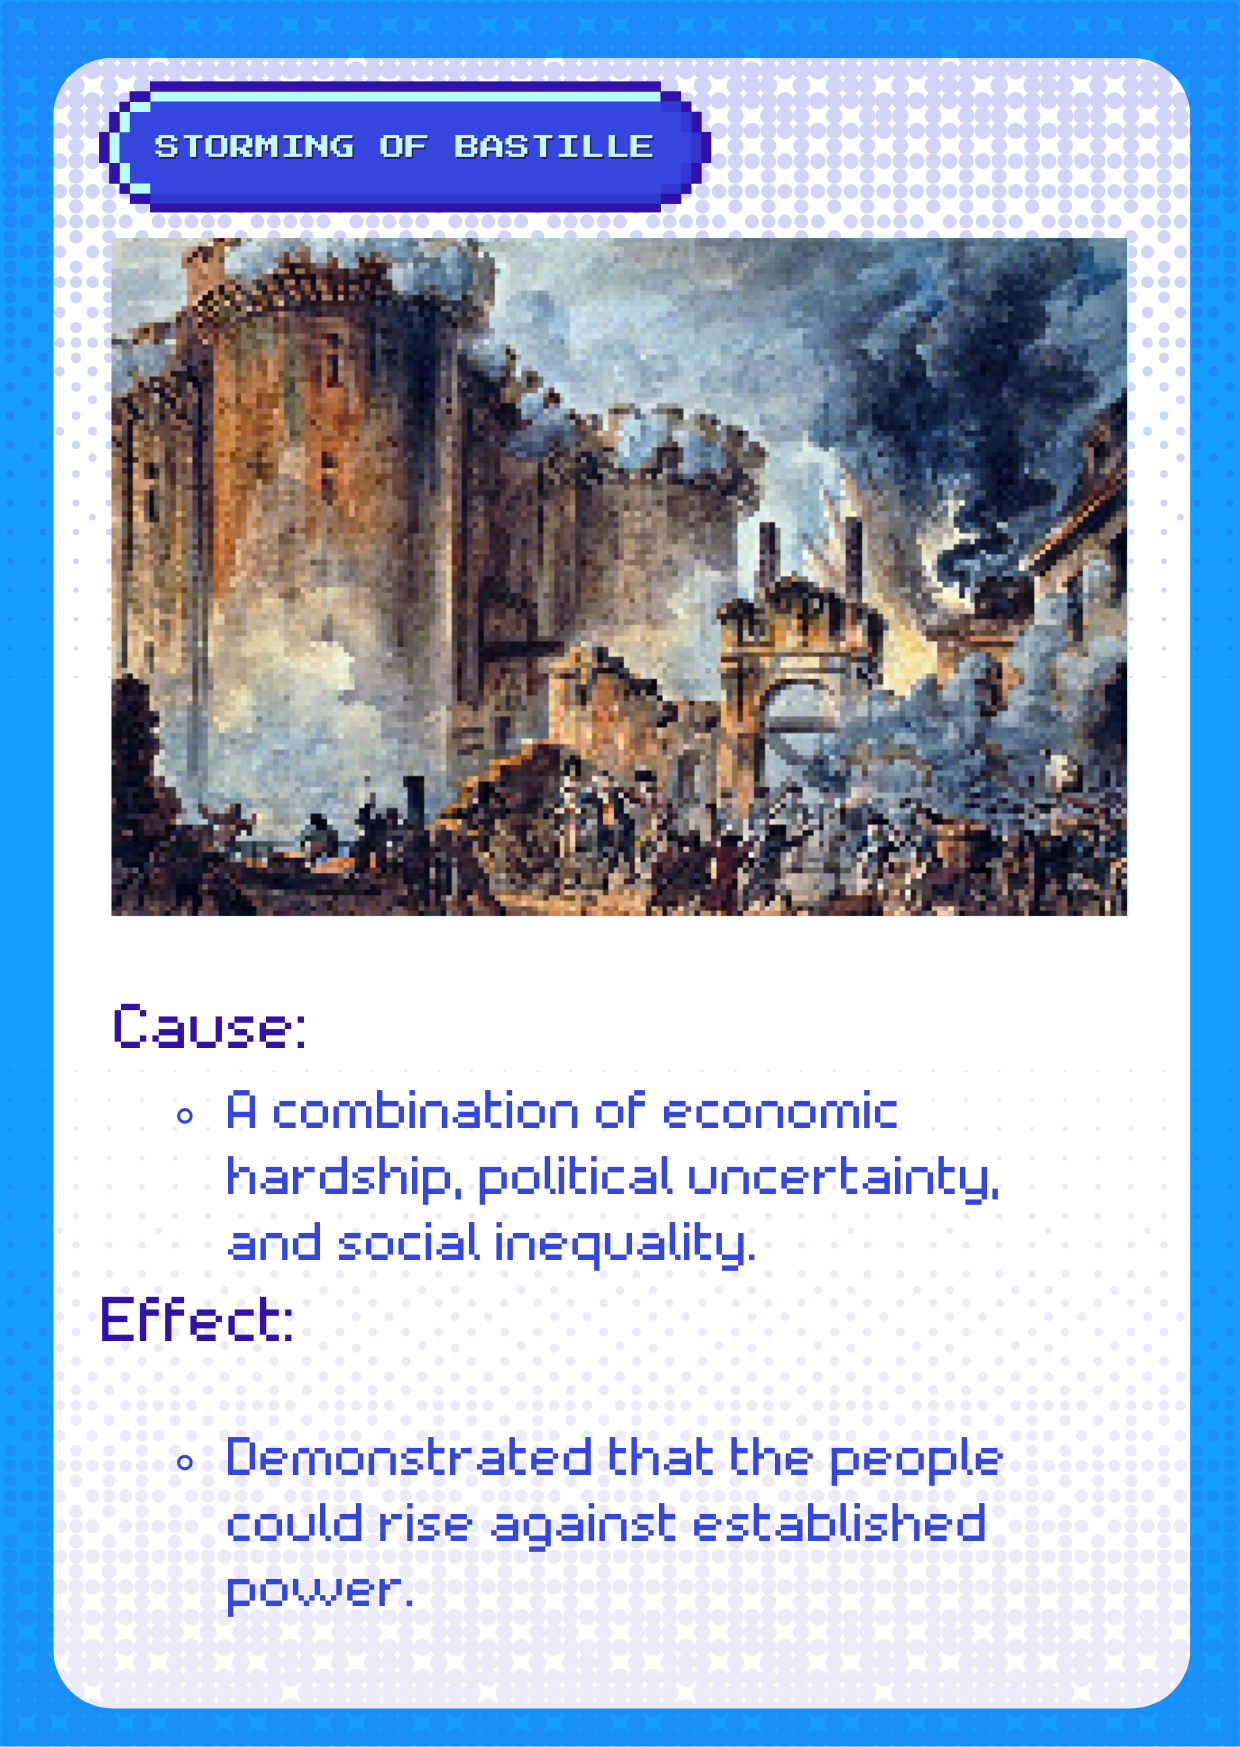 STORMING OF BASTILLE
Cause:
A combination of economic
hardship, political uncertainty,
and social inequality.
Effect:
Demonstrated that the people
could rise against established
power.